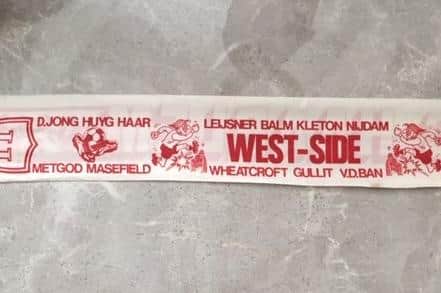 D.JONG HUYG HAAR
METGOD MASEFIELD
LEIJSNER BALM KLETON NIJDAM
WEST-SIDE
WHEATCROFT GULLIT V.D.BAN